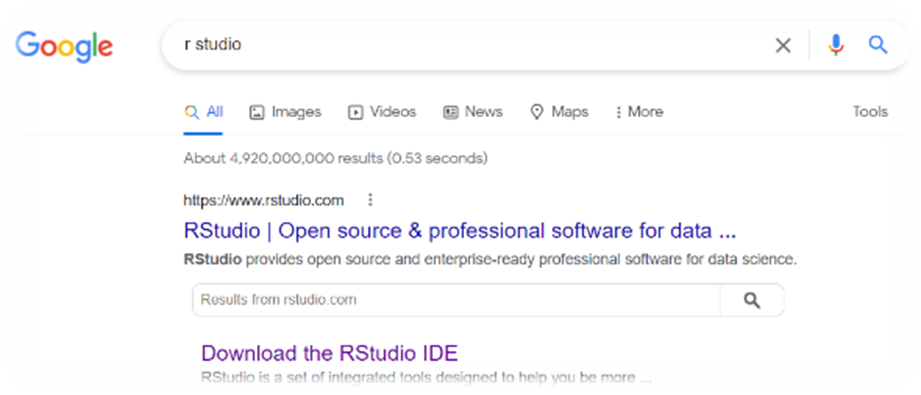 Google r studio
All Images Videos News Maps More Tools
About 4,920,000,000 results (0.53 seconds)
https://www.rstudio.com
RStudio | Open source & professional software for data ...
RStudio provides open source and enterprise-ready professional software for data science.
Results from rstudio.com
Download the RStudio IDE
RStudio is a set of integrated tools designed to help you be more ...